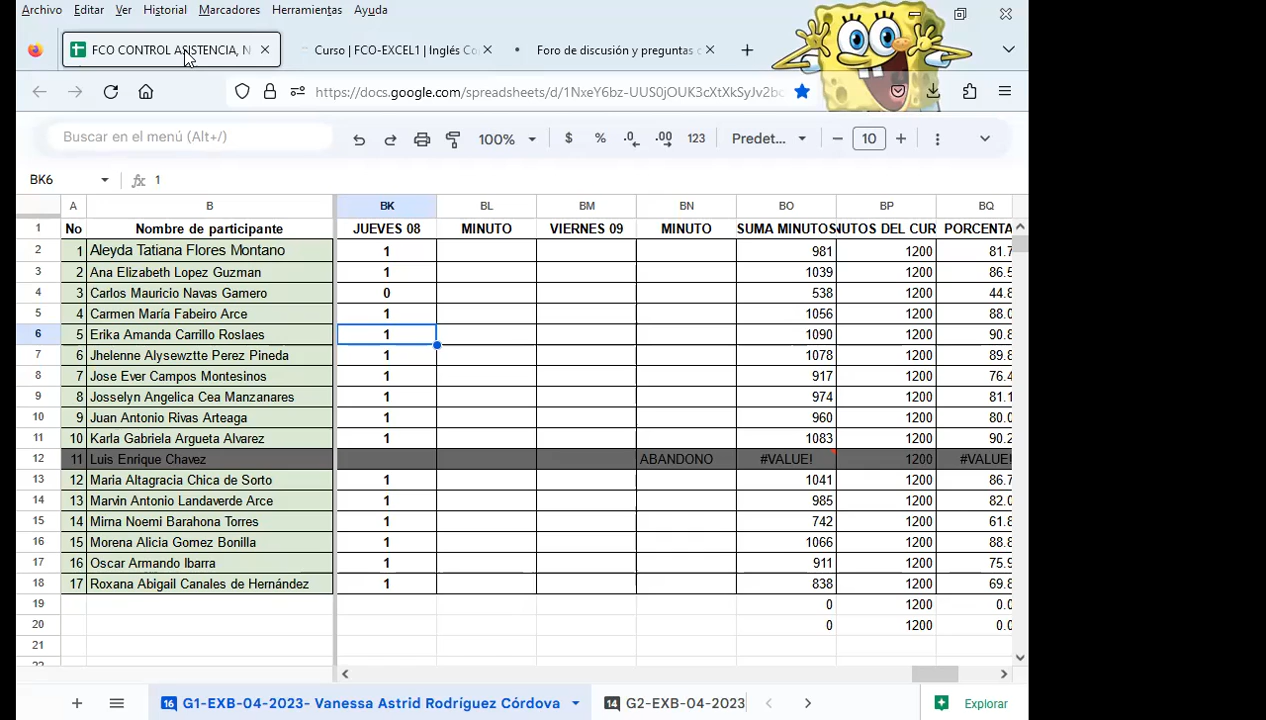 Archivo Editar Ver Historial Marcadores Herramientas Ayuda
FCO CONTROL ASISTENCIA, N Curso | FCO-EXCEL1 | Inglés Co Foro de discusión y preguntas
https://docs.google.com/spreadsheets/d/1NxeY6bz-UUS0jOUK3cXtXkSyJv2bc
Buscar en el menú (Alt+/) 100% $ % .0 .00 123 Predet... 10
BK6 fx 1
A B BK BL BM BN BO BP BQ
1 No Nombre de participante JUEVES 08 MINUTO VIERNES 09 MINUTO SUMA MINUTOS NUTOS DEL CUR PORCENTA
2 1 Aleyda Tatiana Flores Montano 1 981 1200 81.7
3 2 Ana Elizabeth Lopez Guzman 1 1039 1200 86.5
4 3 Carlos Mauricio Navas Gamero 0 538 1200 44.8
5 4 Carmen María Fabeiro Arce 1 1056 1200 88.0
6 5 Erika Amanda Carrillo Roslaes 1 1090 1200 90.8
7 6 Jhelenne Alysewztte Perez Pineda 1 1078 1200 89.8
8 7 Jose Ever Campos Montesinos 1 917 1200 76.4
9 8 Josselyn Angelica Cea Manzanares 1 974 1200 81.1
10 9 Juan Antonio Rivas Arteaga 1 960 1200 80.0
11 10 Karla Gabriela Argueta Alvarez 1 1083 1200 90.2
12 11 Luis Enrique Chavez ABANDONO #VALUE! 1200 #VALUE!
13 12 Maria Altagracia Chica de Sorto 1 1041 1200 86.7
14 13 Marvin Antonio Landaverde Arce 1 985 1200 82.0
15 14 Mirna Noemi Barahona Torres 1 742 1200 61.8
16 15 Morena Alicia Gomez Bonilla 1 1066 1200 88.8
17 16 Oscar Armando Ibarra 1 911 1200 75.9
18 17 Roxana Abigail Canales de Hernández 1 838 1200 69.8
19 0 1200 0.0
20 0 1200 0.0
21
16 G1-EXB-04-2023- Vanessa Astrid Rodríguez Córdova 14 G2-EXB-04-2023 Explorar